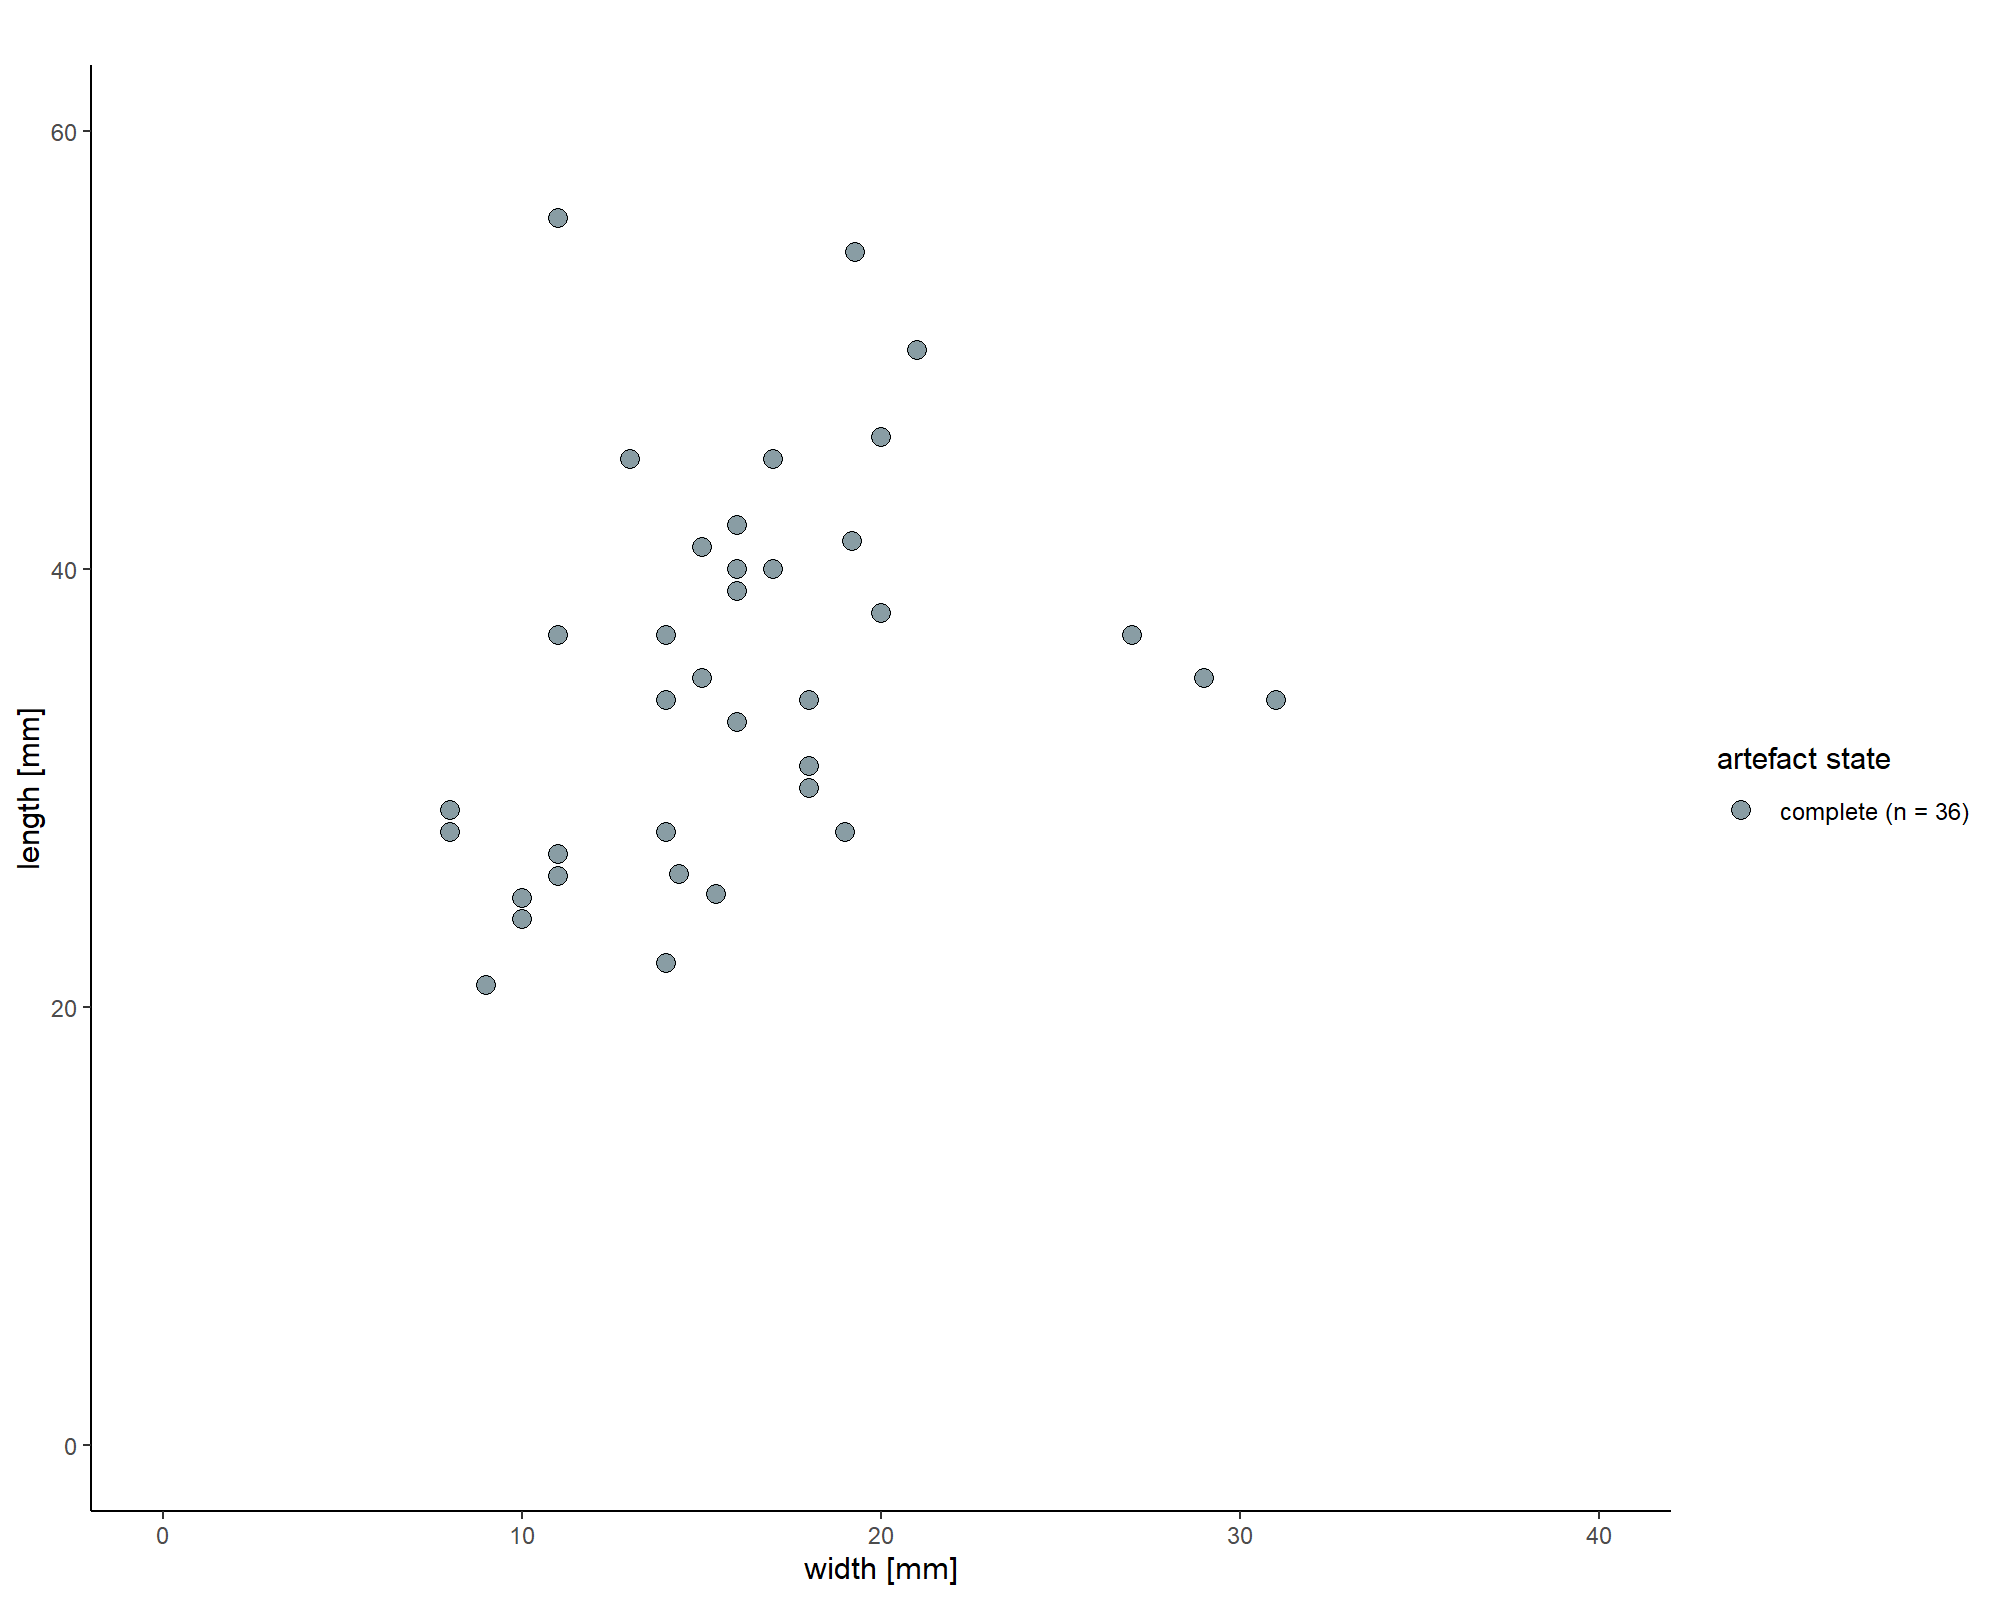 60
40
20
0
length [mm]
0 10 20 30 40
width [mm]
artefact state
complete (n = 36)